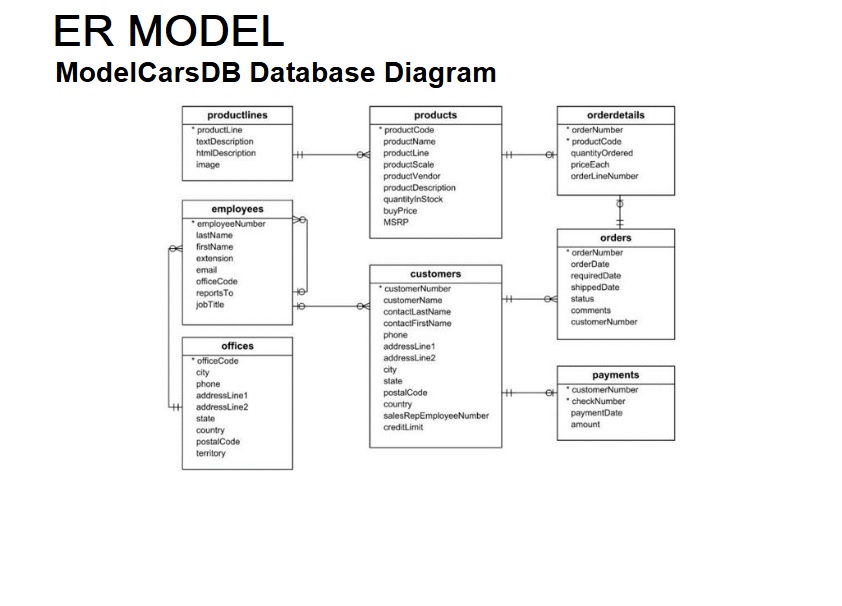 ER MODEL
ModelCarsDB Database Diagram
productlines
* productLine
textDescription
htmlDescription
image
products
* productCode
productName
productLine
productScale
productVendor
productDescription
quantityInStock
buyPrice
MSRP
orderdetails
* orderNumber
* productCode
quantityOrdered
priceEach
orderLineNumber
employees
* employeeNumber
lastName
firstName
extension
email
officeCode
reportsTo
jobTitle
customers
* customerNumber
customerName
contactLastName
contactFirstName
phone
addressLine1
addressLine2
city
state
postalCode
country
salesRepEmployeeNumber
creditLimit
orders
* orderNumber
orderDate
requiredDate
shippedDate
status
comments
customerNumber
offices
* officeCode
city
phone
addressLine1
addressLine2
state
country
postalCode
territory
payments
* customerNumber
* checkNumber
paymentDate
amount